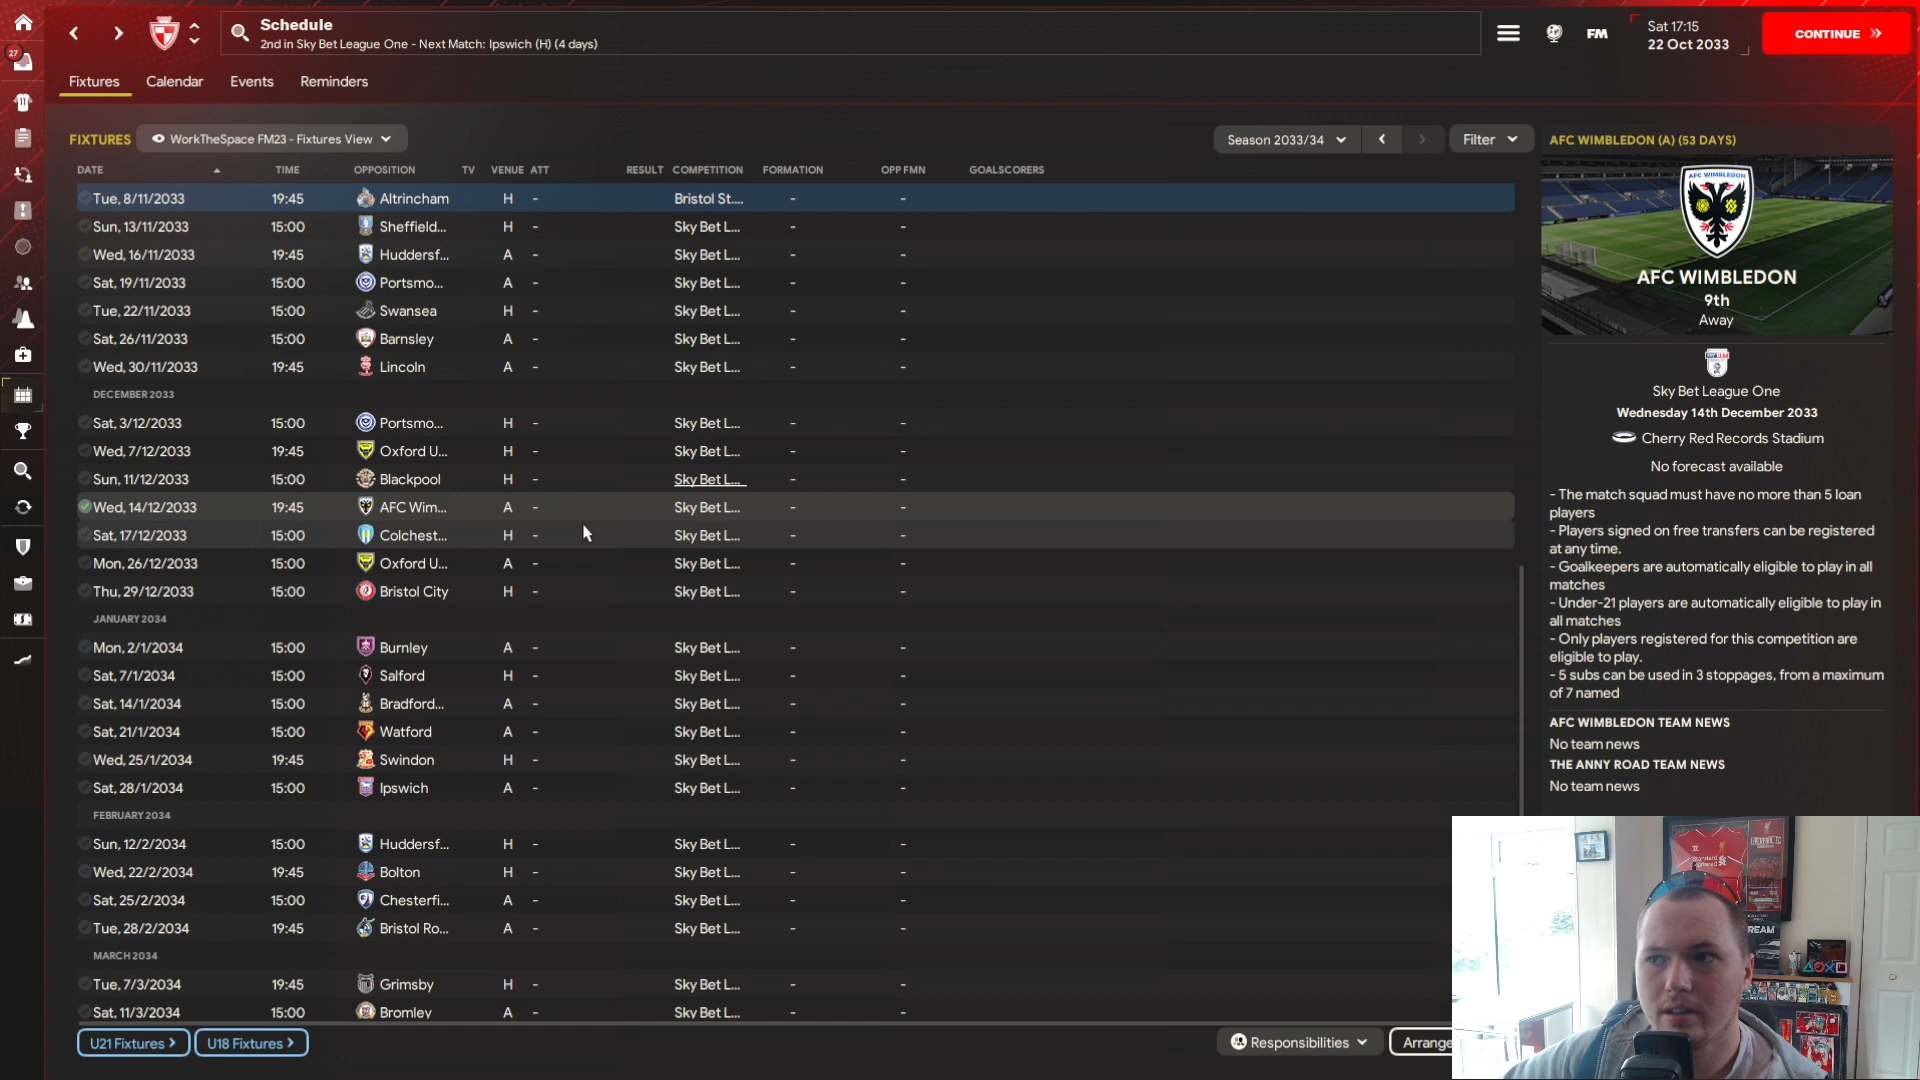 Schedule
2nd in Sky Bet League One - Next Match: Ipswich (H) (4 days)
FM
Sat 17:15
22 Oct 2033
CONTINUE
27
Fixtures Calendar Events Reminders
FIXTURES WorkTheSpace FM23 - Fixtures View Season 2033/34 Filter
DATE TIME OPPOSITION TV VENUE ATT RESULT COMPETITION FORMATION OPP FMN GOALSCORERS
Tue, 8/11/2033 19:45 Altrincham H - Bristol St.... - -
Sun, 13/11/2033 15:00 Sheffield... H - Sky Bet L... - -
Wed, 16/11/2033 19:45 Huddersf... A - Sky Bet L... - -
Sat, 19/11/2033 15:00 Portsmo... A - Sky Bet L... - -
Tue, 22/11/2033 15:00 Swansea H - Sky Bet L... - -
Sat, 26/11/2033 15:00 Barnsley A - Sky Bet L... - -
Wed, 30/11/2033 19:45 Lincoln A - Sky Bet L... - -
DECEMBER 2033
Sat, 3/12/2033 15:00 Portsmo... H - Sky Bet L... - -
Wed, 7/12/2033 19:45 Oxford U... H - Sky Bet L... - -
Sun, 11/12/2033 15:00 Blackpool H - Sky Bet L... - -
Wed, 14/12/2033 19:45 AFC Wim... A - Sky Bet L... - -
Sat, 17/12/2033 15:00 Colchest... H - Sky Bet L... - -
Mon, 26/12/2033 15:00 Oxford U... A - Sky Bet L... - -
Thu, 29/12/2033 15:00 Bristol City H - Sky Bet L... - -
JANUARY 2034
Mon, 2/1/2034 15:00 Burnley A - Sky Bet L... - -
Sat, 7/1/2034 15:00 Salford H - Sky Bet L... - -
Sat, 14/1/2034 15:00 Bradford... A - Sky Bet L... - -
Sat, 21/1/2034 15:00 Watford A - Sky Bet L... - -
Wed, 25/1/2034 19:45 Swindon H - Sky Bet L... - -
Sat, 28/1/2034 15:00 Ipswich A - Sky Bet L... - -
FEBRUARY 2034
Sun, 12/2/2034 15:00 Huddersf... H - Sky Bet L... - -
Wed, 22/2/2034 19:45 Bolton H - Sky Bet L... - -
Sat, 25/2/2034 15:00 Chesterfi... A - Sky Bet L... - -
Tue, 28/2/2034 19:45 Bristol Ro... A - Sky Bet L... - -
MARCH 2034
Tue, 7/3/2034 19:45 Grimsby H - Sky Bet L... - -
Sat, 11/3/2034 15:00 Bromley A - Sky Bet L... - -
U21 Fixtures U18 Fixtures Responsibilities Arrange
AFC WIMBLEDON (A) (53 DAYS)
AFC WIMBLEDON
AFC WIMBLEDON
9th
Away
Sky Bet League One
Wednesday 14th December 2033
Cherry Red Records Stadium
No forecast available
- The match squad must have no more than 5 loan
players
- Players signed on free transfers can be registered
at any time.
- Goalkeepers are automatically eligible to play in all
matches
- Under-21 players are automatically eligible to play in
all matches
- Only players registered for this competition are
eligible to play.
- 5 subs can be used in 3 stoppages, from a maximum
of 7 named
AFC WIMBLEDON TEAM NEWS
No team news
THE ANNY ROAD TEAM NEWS
No team news